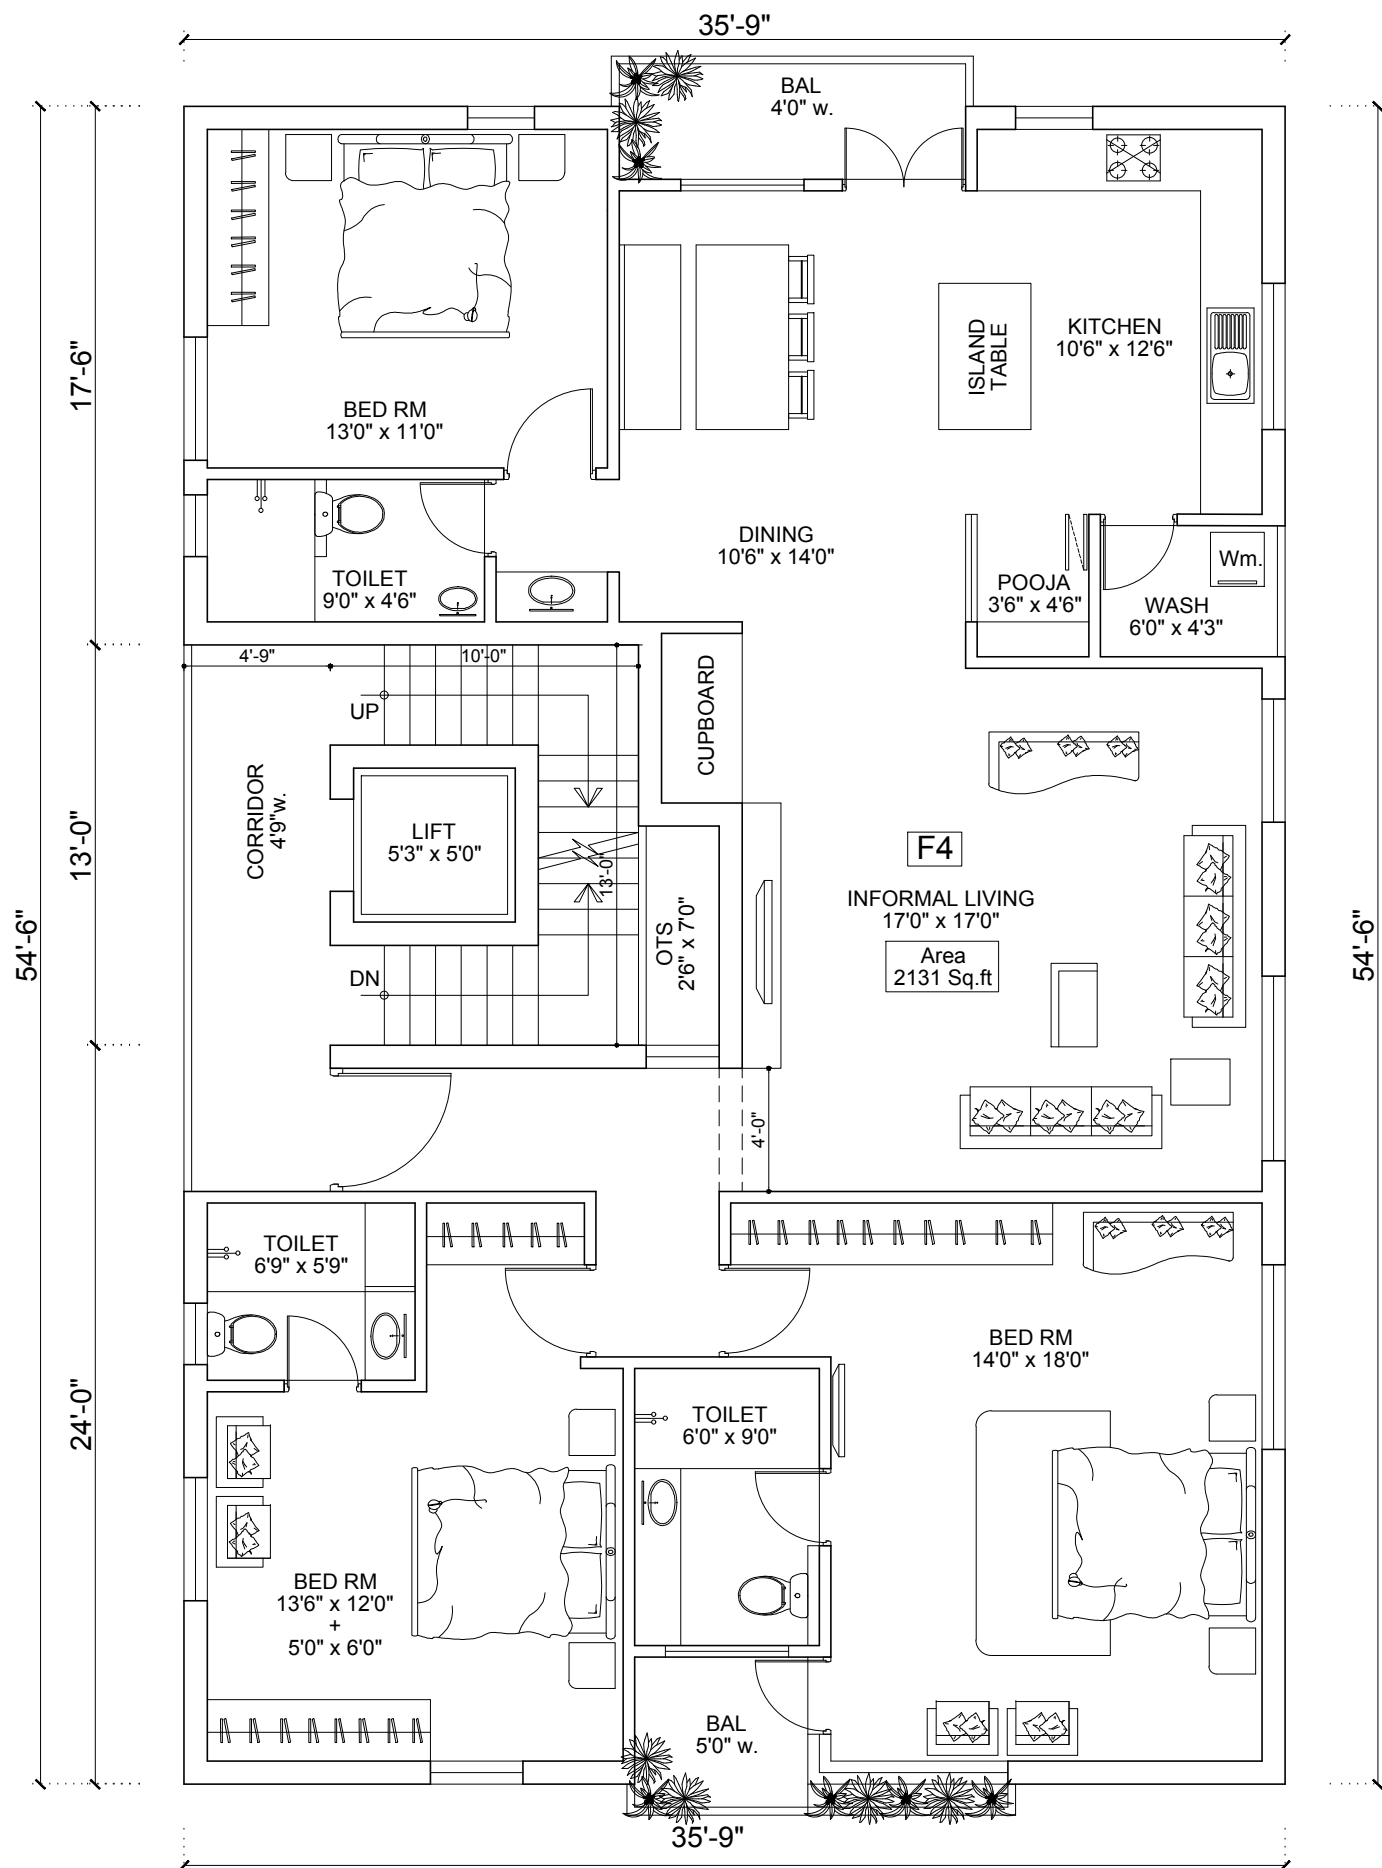 35'-9"
BAL
4'0" w.
BED RM
13'0" x 11'0"
ISLAND
TABLE
KITCHEN
10'6" x 12'6"
17'-6"
DINING
10'6" x 14'0"
TOILET
9'0" x 4'6"
POOJA
3'6" x 4'6"
Wm.
WASH
6'0" x 4'3"
4'-9"
10'-0"
UP
CUPBOARD
CORRIDOR
4'9"w.
LIFT
5'3" x 5'0"
13'-0"
13'-0"
F4
INFORMAL LIVING
17'0" x 17'0"
Area
2131 Sq.ft
OTS
2'6" x 7'0"
DN
54'-6"
54'-6"
4'-0"
TOILET
6'9" x 5'9"
BED RM
14'0" x 18'0"
24'-0"
TOILET
6'0" x 9'0"
BED RM
13'6" x 12'0"
+
5'0" x 6'0"
BAL
5'0" w.
35'-9"